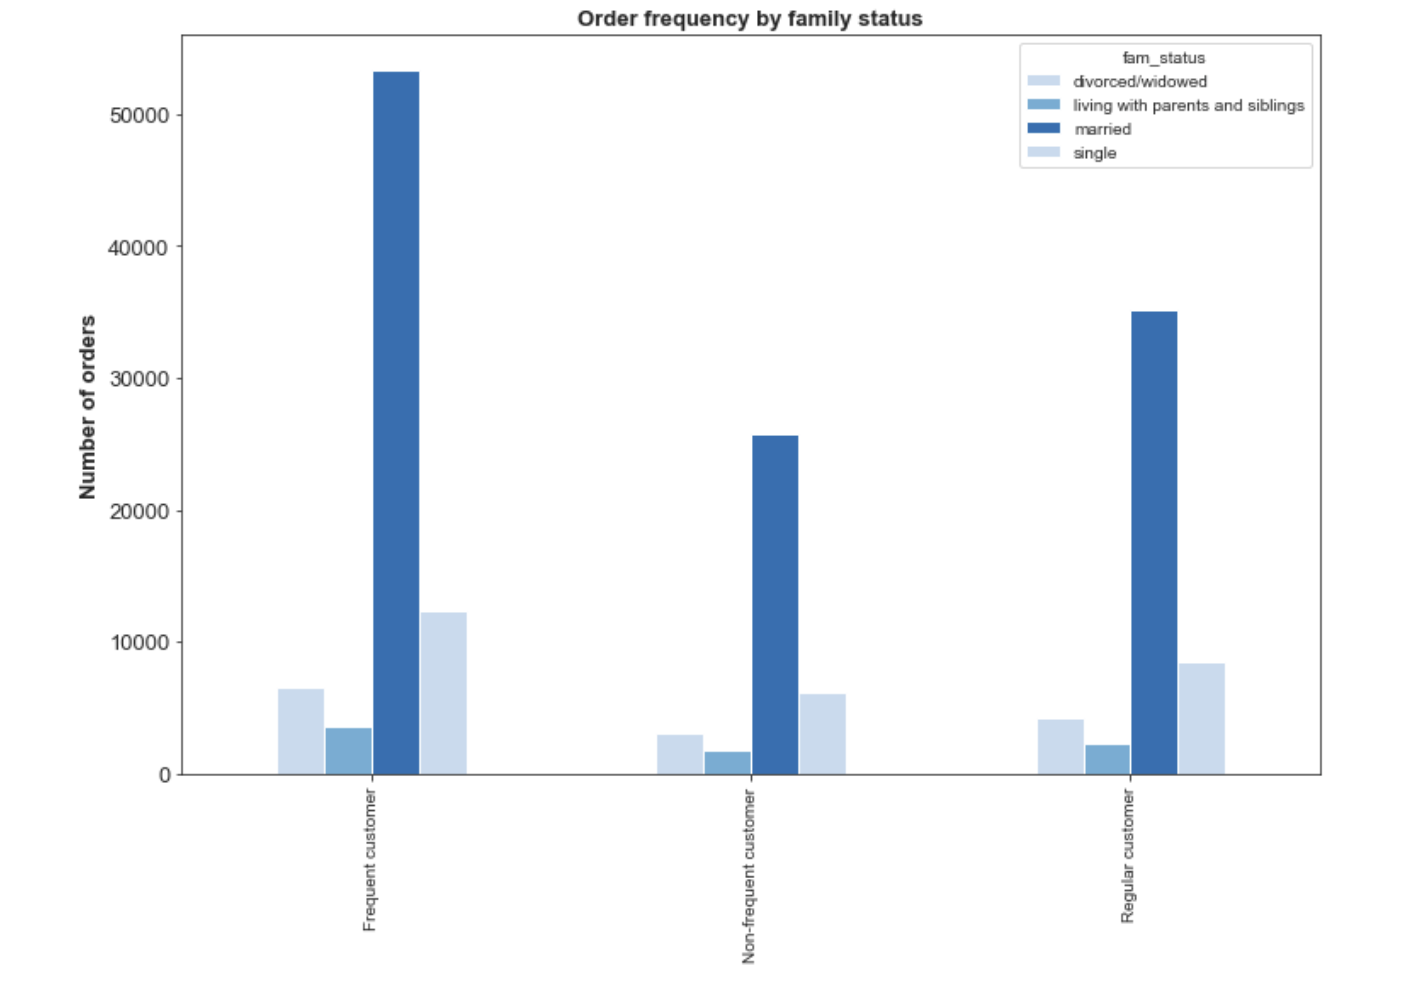 Order frequency by family status
fam_status
divorced/widowed
living with parents and siblings
married
single
Number of orders
50000
40000
30000
20000
10000
0
Frequent customer
Non-frequent customer
Regular customer